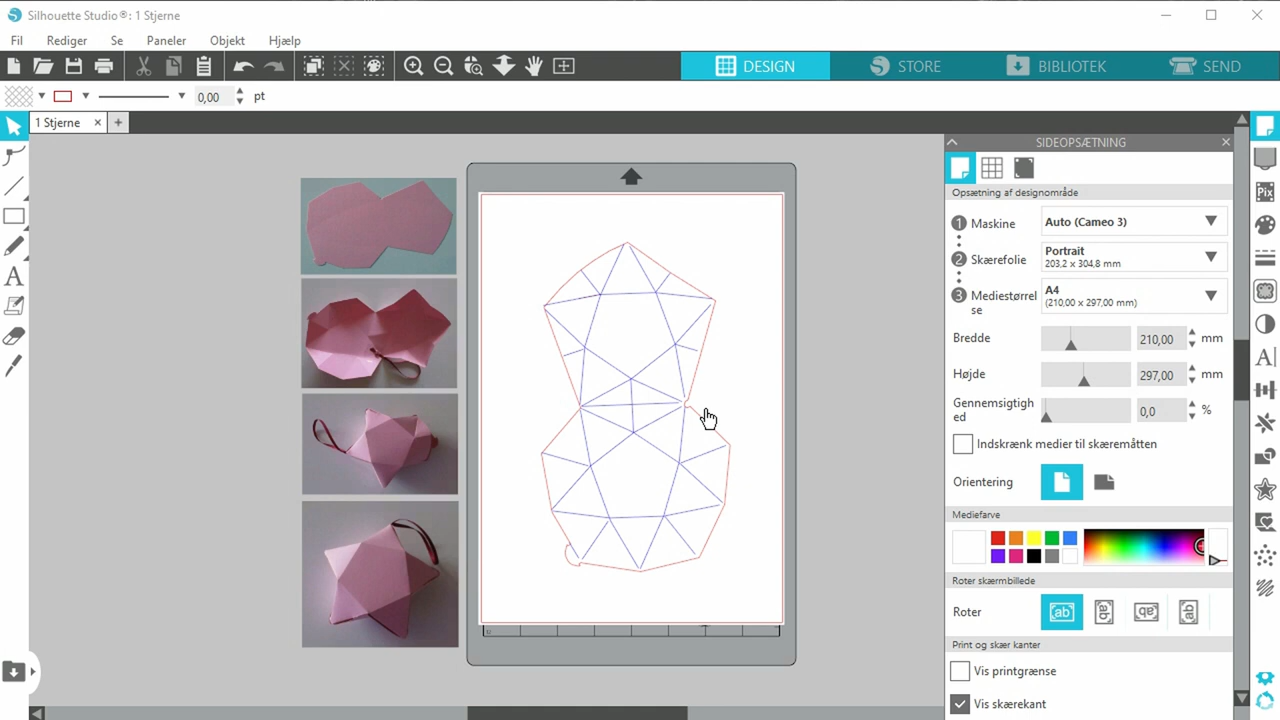 Silhouette Studio®: 1 Stjerne
Fil Rediger Se Paneler Objekt Hjælp
DESIGN STORE BIBLIOTEK SEND
0,00 pt
1 Stjerne
SIDEOPSÆTNING
Opsætning af designområde
1 Maskine Auto (Cameo 3)
2 Skærefolie Portrait
203,2 x 304,8 mm
3 Mediestørrel
se
A4
(210,00 x 297,00 mm)
Bredde 210,00 mm
Højde 297,00 mm
Gennemsigtigh
ed
0,0 %
Indskrænk medier til skæremåtten
Orientering
Mediefarve
Roter skærmbillede
Roter
Print og skær kanter
Vis printgrænse
Vis skærekant